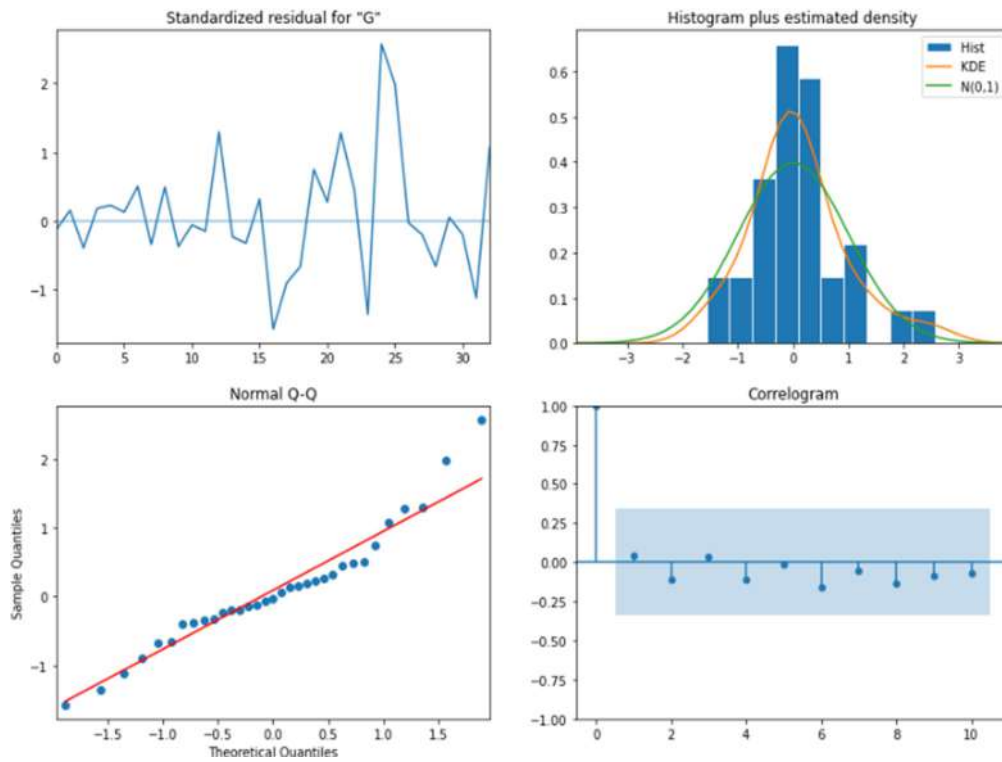 Standardized residual for "G"
2
1
0
−1
0 5 10 15 20 25 30
Histogram plus estimated density
Hist
KDE
N(0,1)
0.6
0.5
0.4
0.3
0.2
0.1
0.0
−3 −2 −1 0 1 2 3
Normal Q-Q
Sample Quantiles
2
1
0
−1
−1.5 −1.0 −0.5 0.0 0.5 1.0 1.5
Theoretical Quantiles
Correlogram
1.00
0.75
0.50
0.25
0.00
−0.25
−0.50
−0.75
−1.00
0 2 4 6 8 10